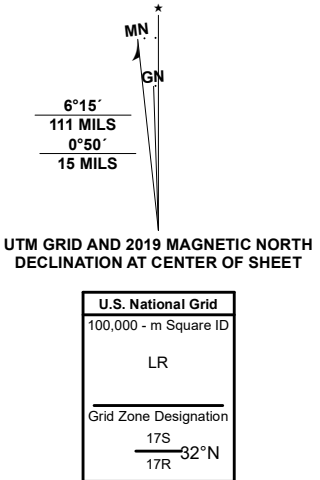 ★
MN
GN
6°15´
111 MILS
0°50´
15 MILS
UTM GRID AND 2019 MAGNETIC NORTH
DECLINATION AT CENTER OF SHEET
U.S. National Grid
100,000 - m Square ID
LR
Grid Zone Designation
17S
32°N
17R